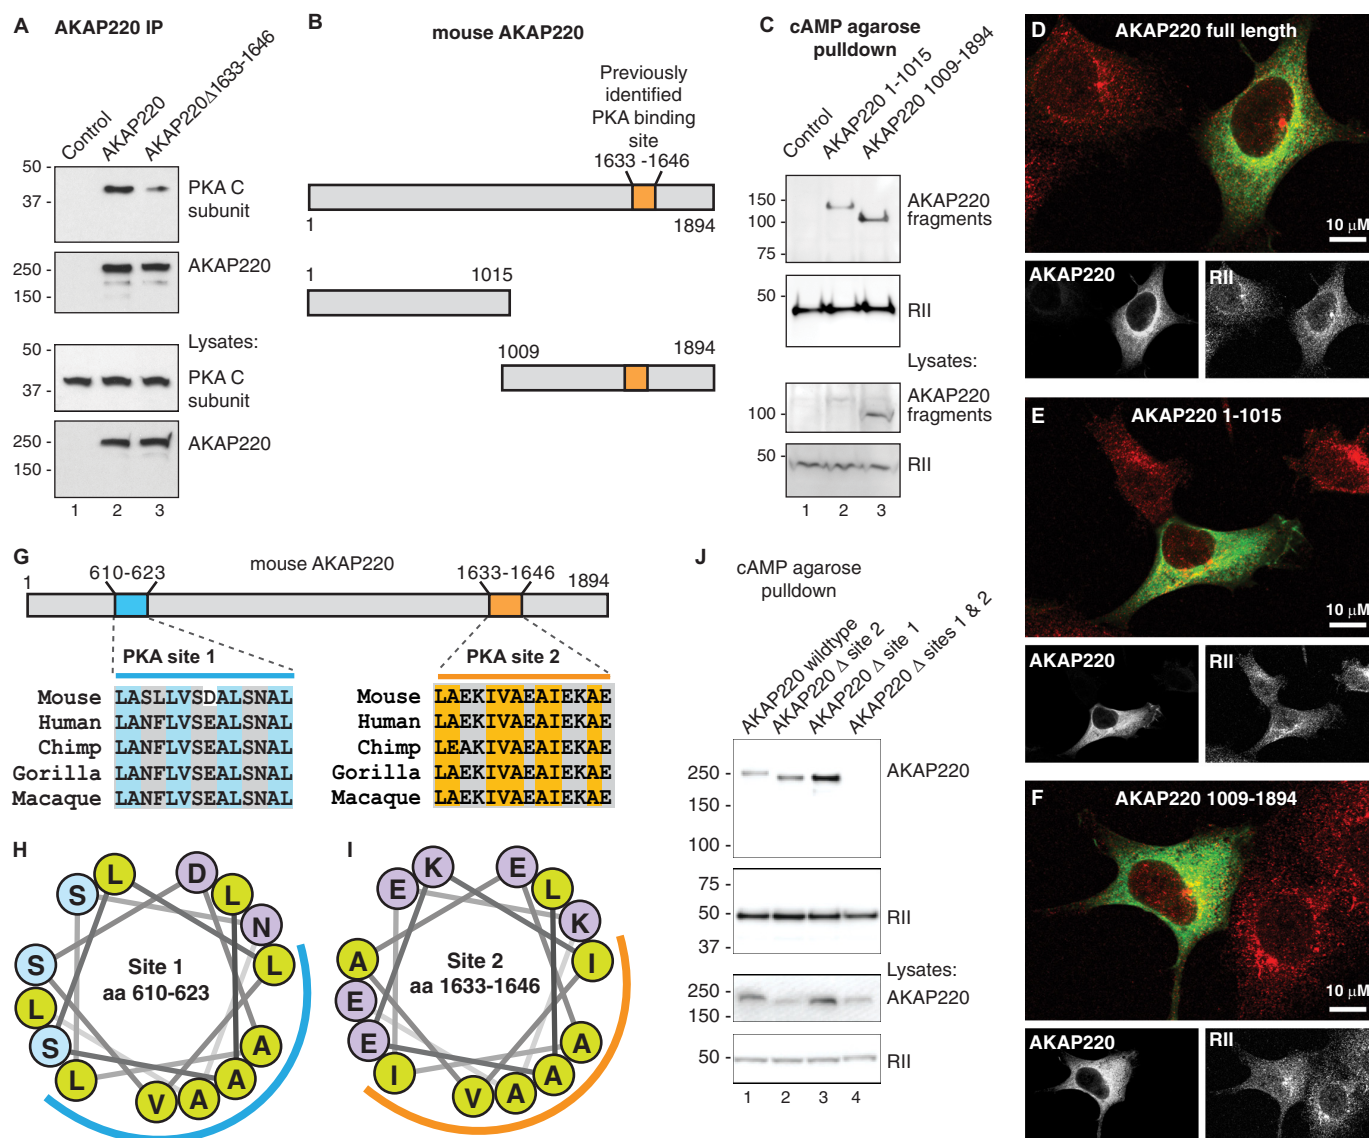 A AKAP220 IP
Control
AKAP220
AKAP220Δ1633-1646
50 -
37 -
PKA C
subunit
250 -
150 -
AKAP220
Lysates:
50 -
37 -
PKA C
subunit
250 -
150 -
AKAP220
1 2 3
B
mouse AKAP220
Previously
identified
PKA binding
site
1633 -1646
1 1894
1 1015
1009 1894
C cAMP agarose
pulldown
Control
AKAP220 1-1015
AKAP220 1009-1894
150 -
100 -
75 -
AKAP220
fragments
50 -
RII
Lysates:
100 -
AKAP220
fragments
50 -
RII
1 2 3
D AKAP220 full length
10 μM
AKAP220 RII
E AKAP220 1-1015
10 μM
AKAP220 RII
F AKAP220 1009-1894
10 μM
AKAP220 RII
G
mouse AKAP220
1 610-623 1633-1646 1894
PKA site 1
Mouse LASLLVSDALSNAL
Human LANFLVSEALSNAL
Chimp LANFLVSEALSNAL
Gorilla LANFLVSEALSNAL
Macaque LANFLVSEALSNAL
PKA site 2
Mouse LAEKIVAEAIEKAE
Human LAEKIVAEAIEKAE
Chimp LEAKIVAEAIEKAE
Gorilla LAEKIVAEAIEKAE
Macaque LAEKIVAEAIEKAE
H
S L D L N L A A A V L S L S
Site 1
aa 610-623
I
E K E L K I A A A V I E E A
Site 2
aa 1633-1646
J
cAMP agarose
pulldown
AKAP220 wildtype
AKAP220 Δ site 2
AKAP220 Δ site 1
AKAP220 Δ sites 1 & 2
250 -
150 -
100 -
AKAP220
75 -
50 -
37 -
RII
Lysates:
250 -
150 -
AKAP220
50 -
RII
1 2 3 4